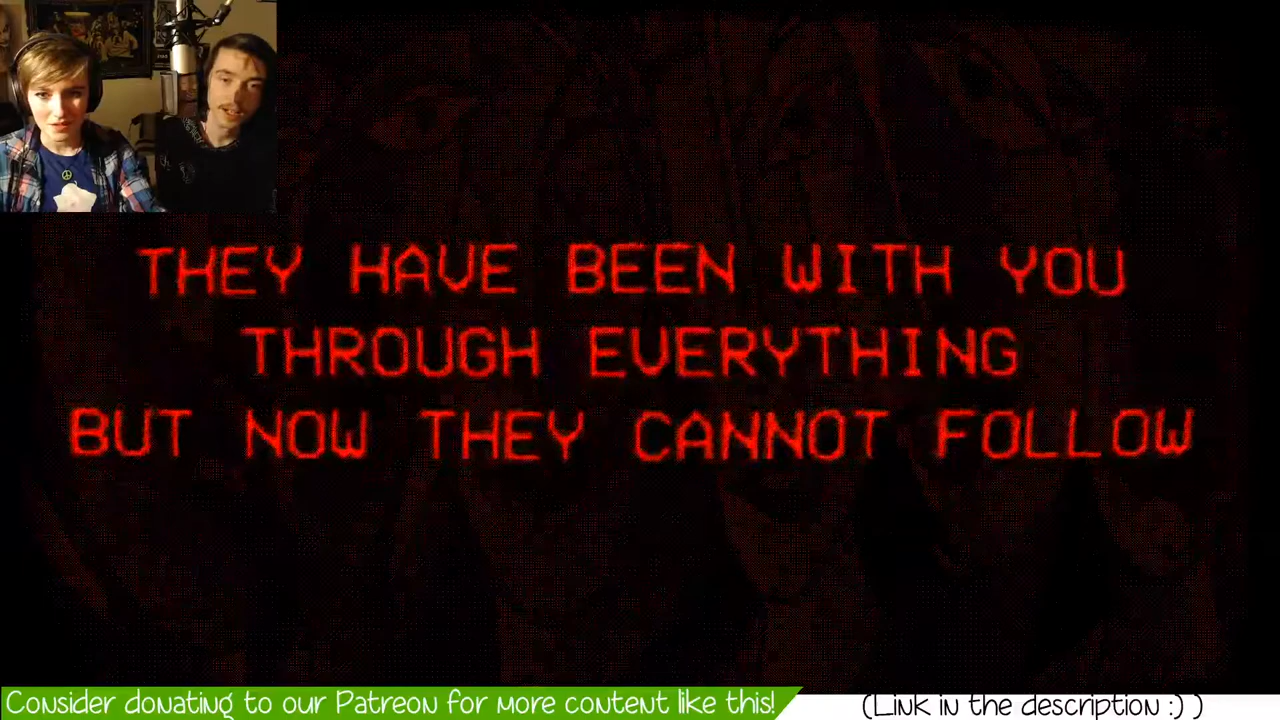 THEY HAVE BEEN WITH YOU
THROUGH EVERYTHING
BUT NOW THEY CANNOT FOLLOW
Consider donating to our Patreon for more content like this!
(Link in the description :) )